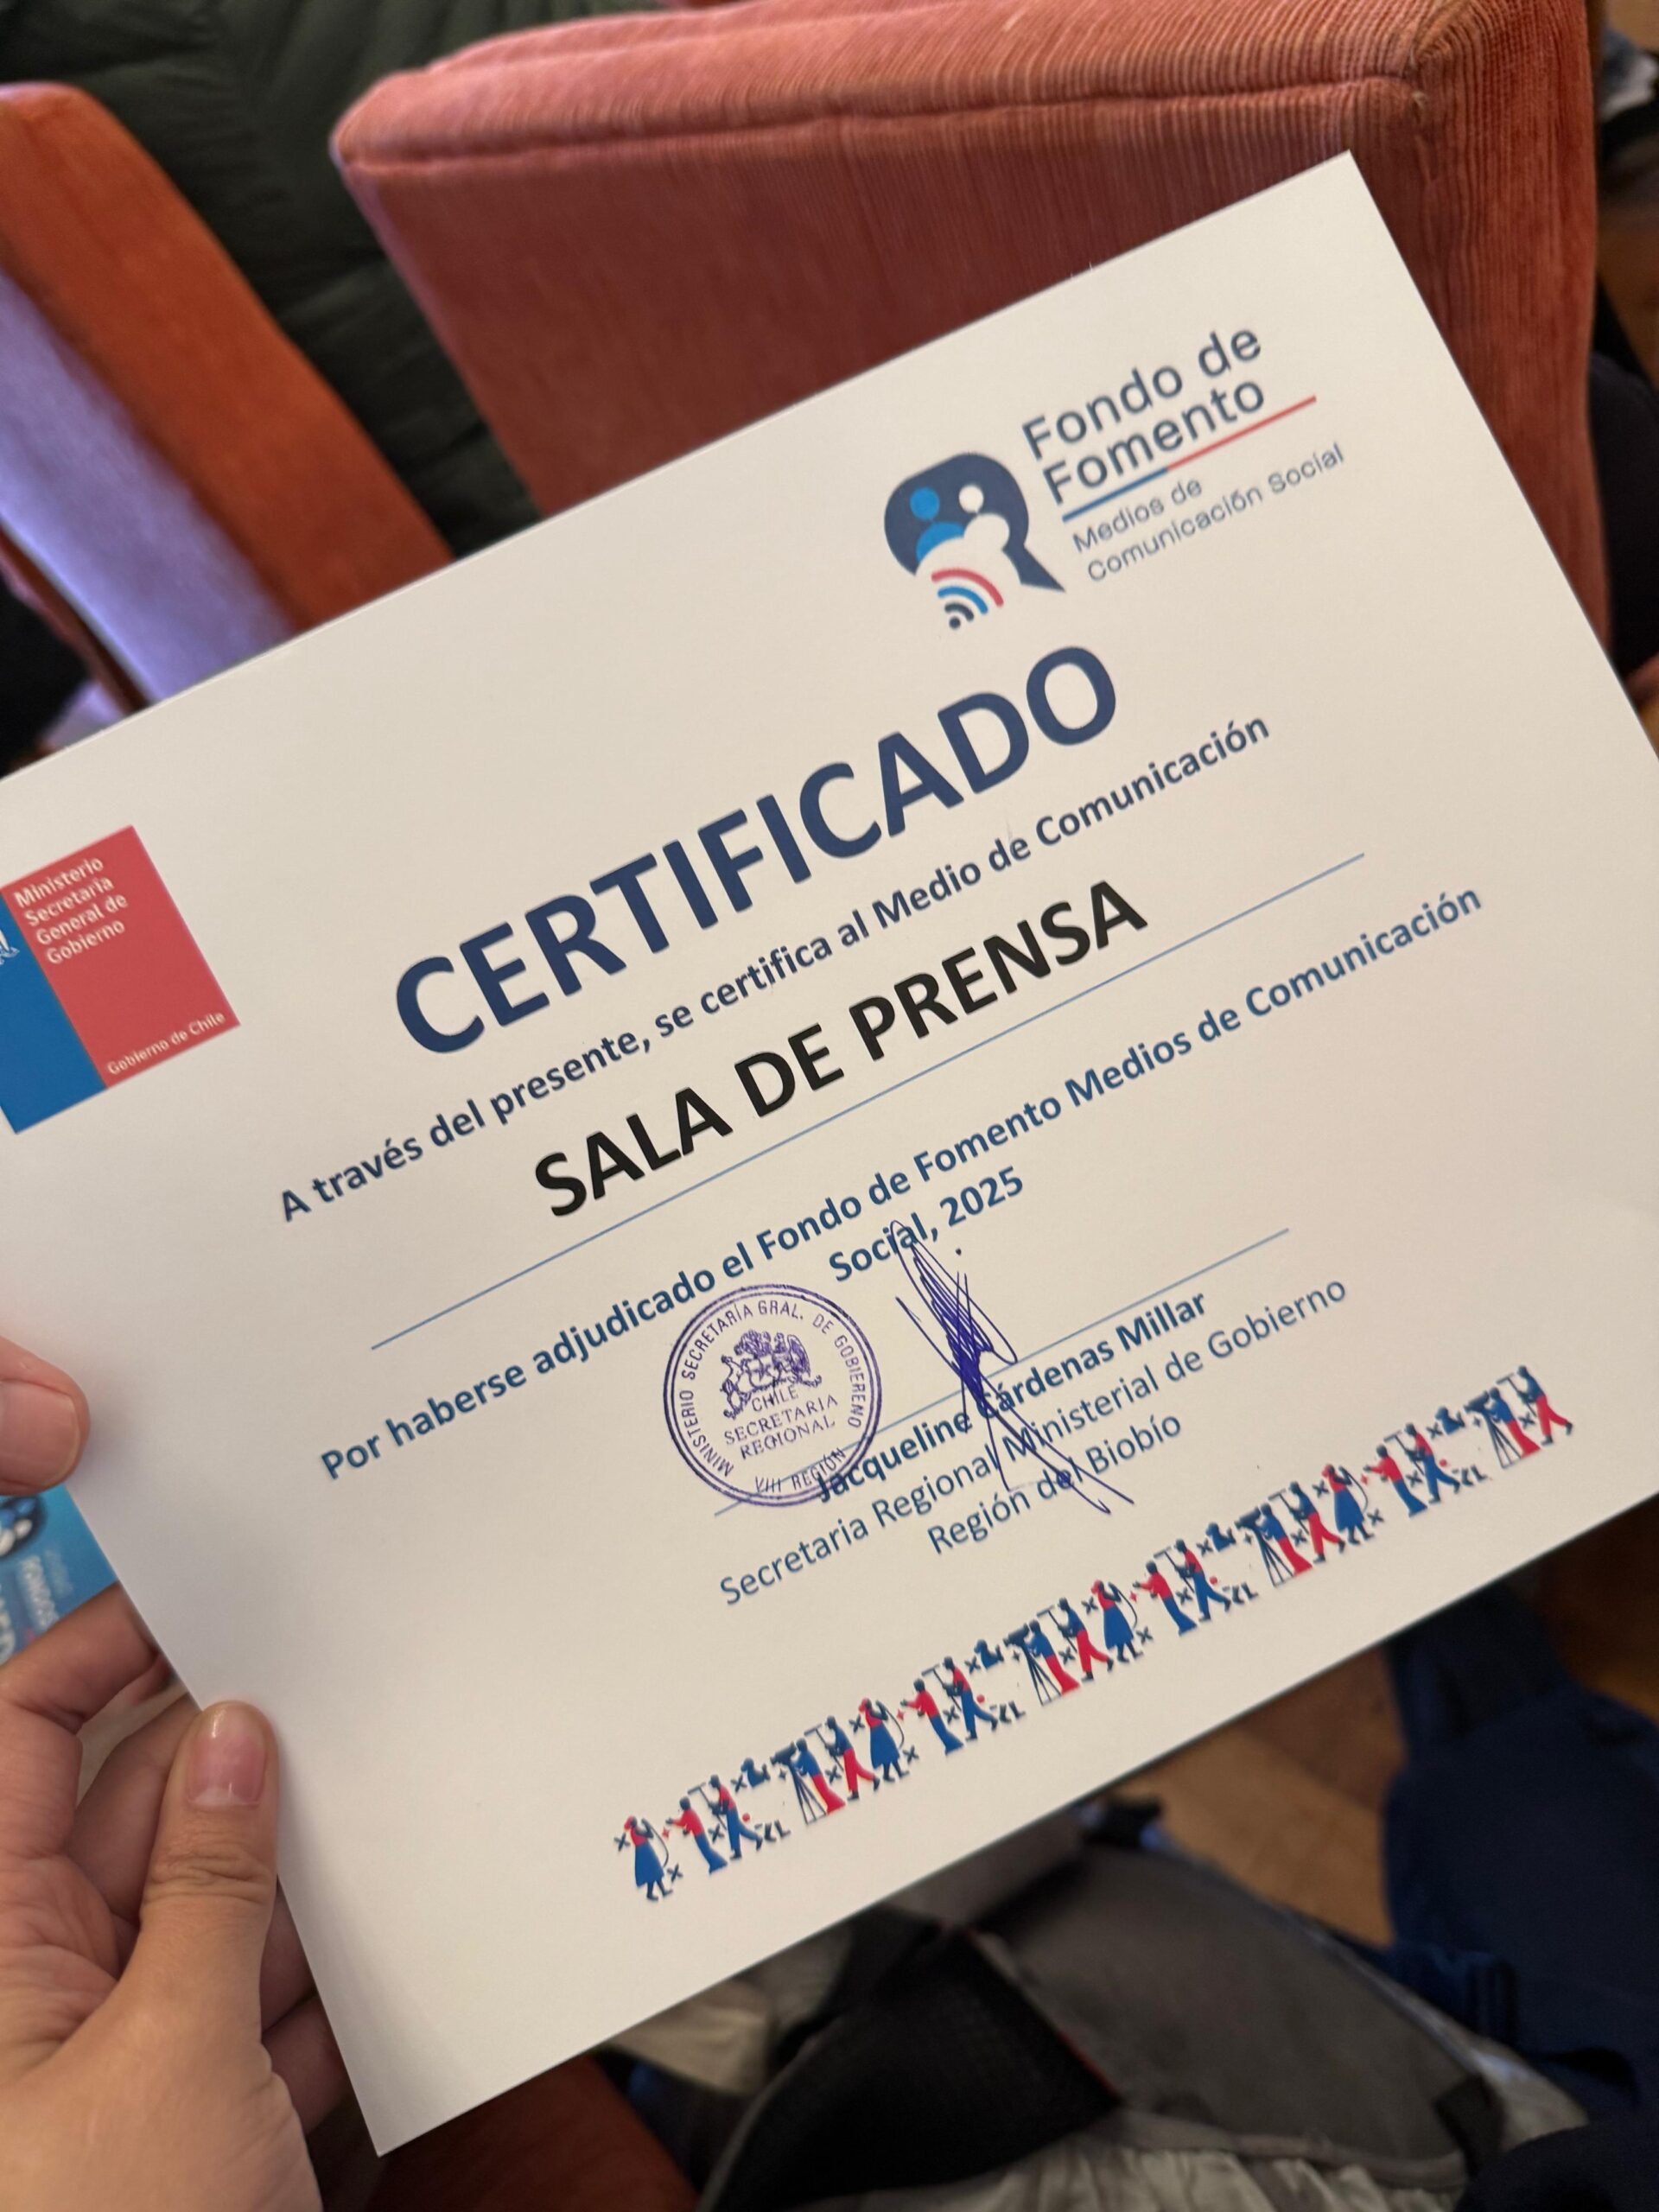 Fondo de
Fomento
Medios de
Comunicación Social
Ministerio
Secretaría
General de
Gobierno
Gobierno de Chile
CERTIFICADO
A través del presente, se certifica al Medio de Comunicación
SALA DE PRENSA
Por haberse adjudicado el Fondo de Fomento Medios de Comunicación
Social, 2025
MINISTERIO SECRETARÍA GRAL. DE GOBIERENO
CHILE
SECRETARIA
REGIONAL
VIII REGIÓN
Jacqueline Cárdenas Millar
Secretaria Regional Ministerial de Gobierno
Región del Biobío